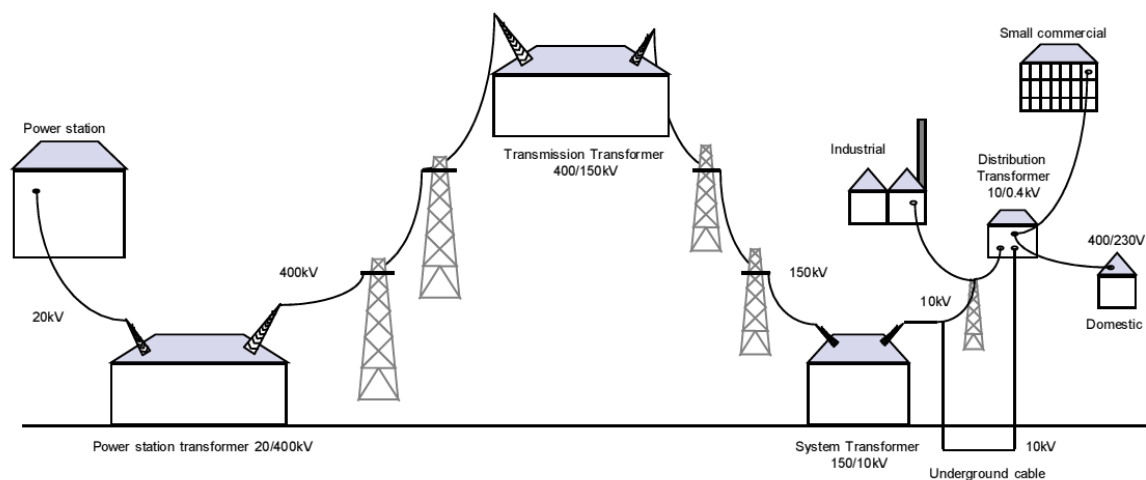 Small commercial
Power station
Transmission Transformer
400/150kV
Industrial
Distribution
Transformer
10/0.4kV
400/230V
400kV
150kV
20kV
10kV
Domestic
Power station transformer 20/400kV
System Transformer
150/10kV
10kV
Underground cable